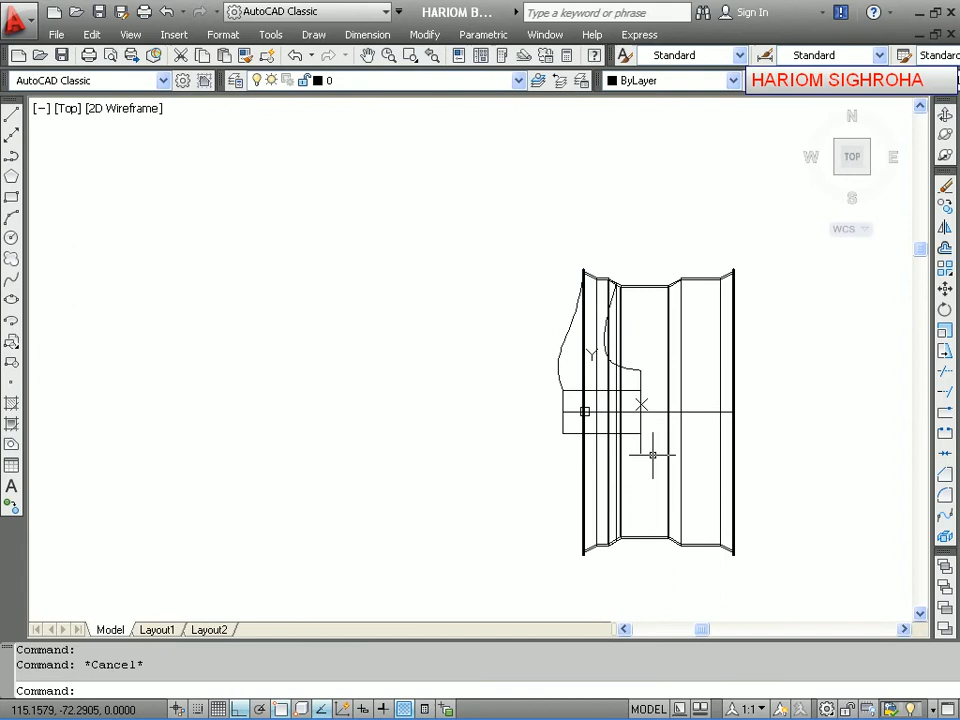 AutoCAD Classic
HARIOM B...
Type a keyword or phrase
Sign In
File Edit View Insert Format Tools Draw Dimension Modify Parametric Window Help Express
Standard Standard Standard
AutoCAD Classic 0 ByLayer HARIOM SIGHROHA
[−] [Top] [2D Wireframe]
N
W TOP E
S
WCS
Y
X
Model Layout1 Layout2
Command:
Command: *Cancel*
Command:
115.1579, -72.2905, 0.0000 MODEL 1:1